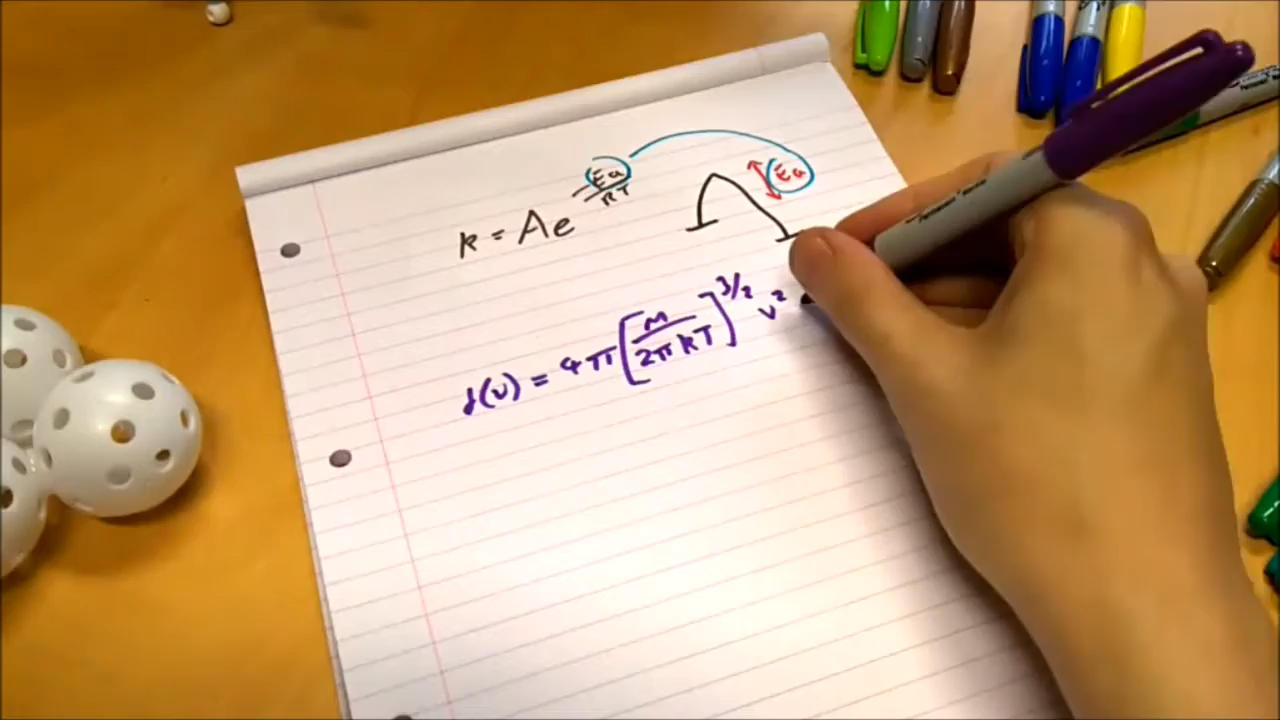 k = Ae^(-Ea/RT)
Ea
f(v) = 4π[m/2πkT]^3/2 v²